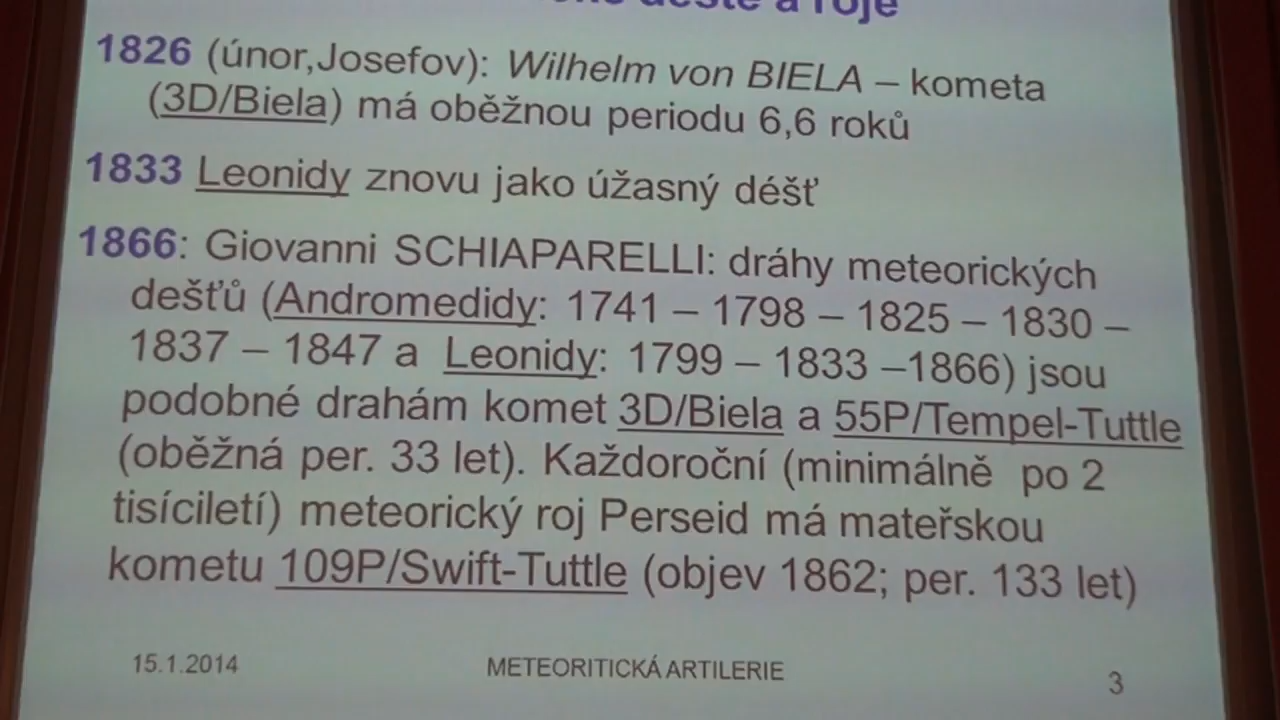 deště a roje
1826 (únor,Josefov): Wilhelm von BIELA – kometa
(3D/Biela) má oběžnou periodu 6,6 roků
1833 Leonidy znovu jako úžasný déšť
1866: Giovanni SCHIAPARELLI: dráhy meteorických
dešťů (Andromedidy: 1741 – 1798 – 1825 – 1830 –
1837 – 1847 a Leonidy: 1799 – 1833 –1866) jsou
podobné drahám komet 3D/Biela a 55P/Tempel-Tuttle
(oběžná per. 33 let). Každoroční (minimálně po 2
tisíciletí) meteorický roj Perseid má mateřskou
kometu 109P/Swift-Tuttle (objev 1862; per. 133 let)
15.1.2014
METEORITICKÁ ARTILERIE
3